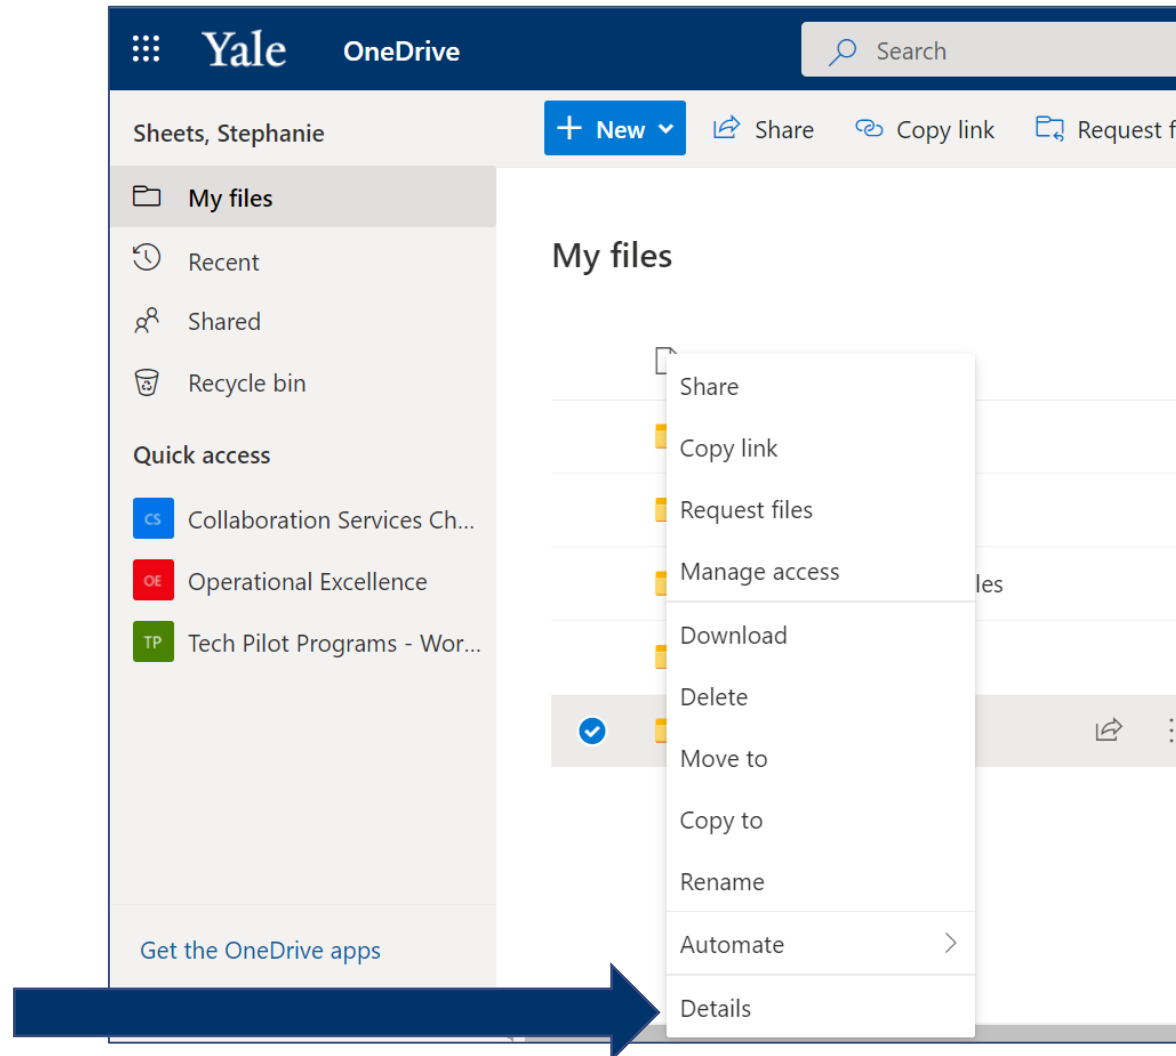 Yale OneDrive
Search
Sheets, Stephanie
New
Share
Copy link
Request f
My files
Recent
Shared
Recycle bin
Quick access
CS Collaboration Services Ch...
OE Operational Excellence
TP Tech Pilot Programs - Wor...
Get the OneDrive apps
My files
Share
Copy link
Request files
Manage access
les
Download
Delete
Move to
Copy to
Rename
Automate
Details